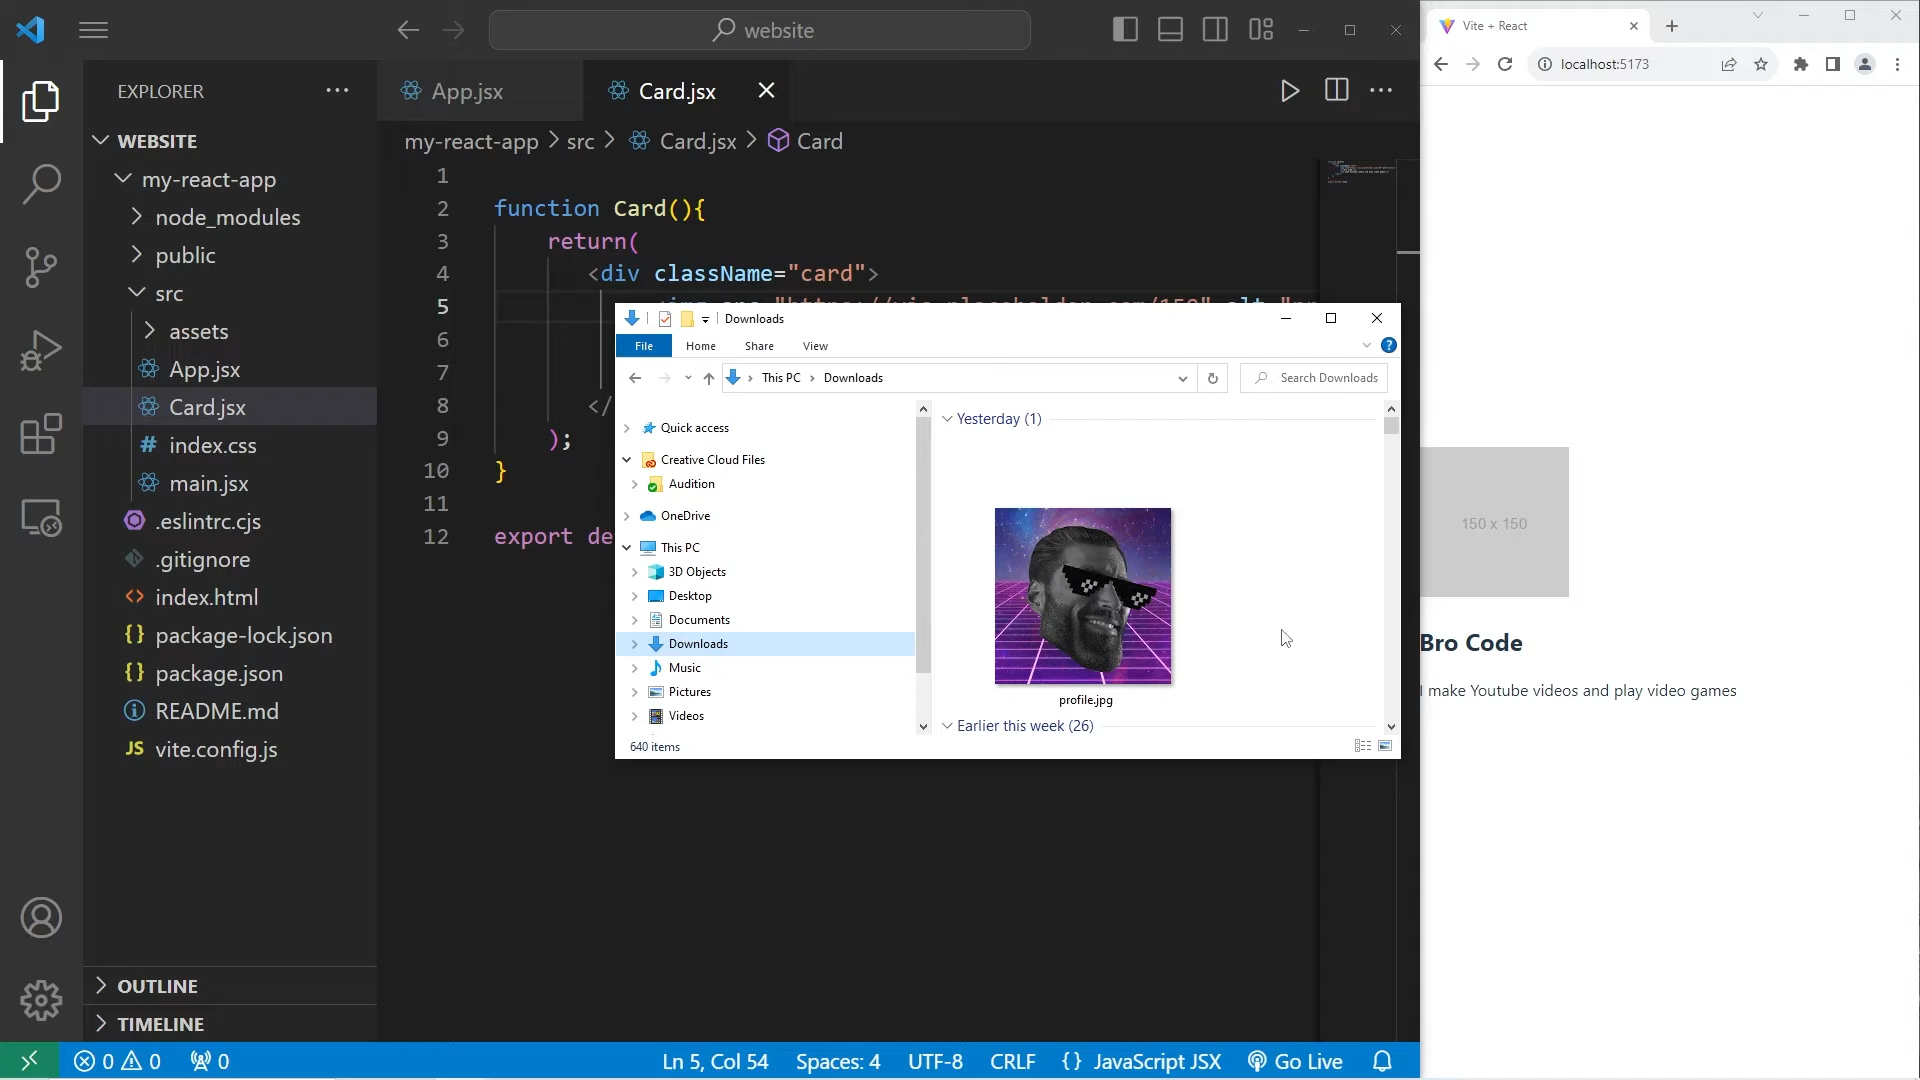 website
EXPLORER
WEBSITE
my-react-app
node_modules
public
src
assets
App.jsx
Card.jsx
index.css
main.jsx
.eslintrc.cjs
.gitignore
index.html
package-lock.json
package.json
README.md
vite.config.js
OUTLINE
TIMELINE
App.jsx
Card.jsx
my-react-app > src > Card.jsx > Card
1
2 function Card(){
3 return(
4 <div className="card">
5
6
7
8 </
9 );
10 }
11
12 export de
Downloads
File Home Share View
This PC > Downloads
Search Downloads
Quick access
Creative Cloud Files
Audition
OneDrive
This PC
3D Objects
Desktop
Documents
Downloads
Music
Pictures
Videos
640 items
Yesterday (1)
profile.jpg
Earlier this week (26)
0 0 0
Ln 5, Col 54 Spaces: 4 UTF-8 CRLF {} JavaScript JSX Go Live
Vite + React
localhost:5173
150 x 150
Bro Code
I make Youtube videos and play video games